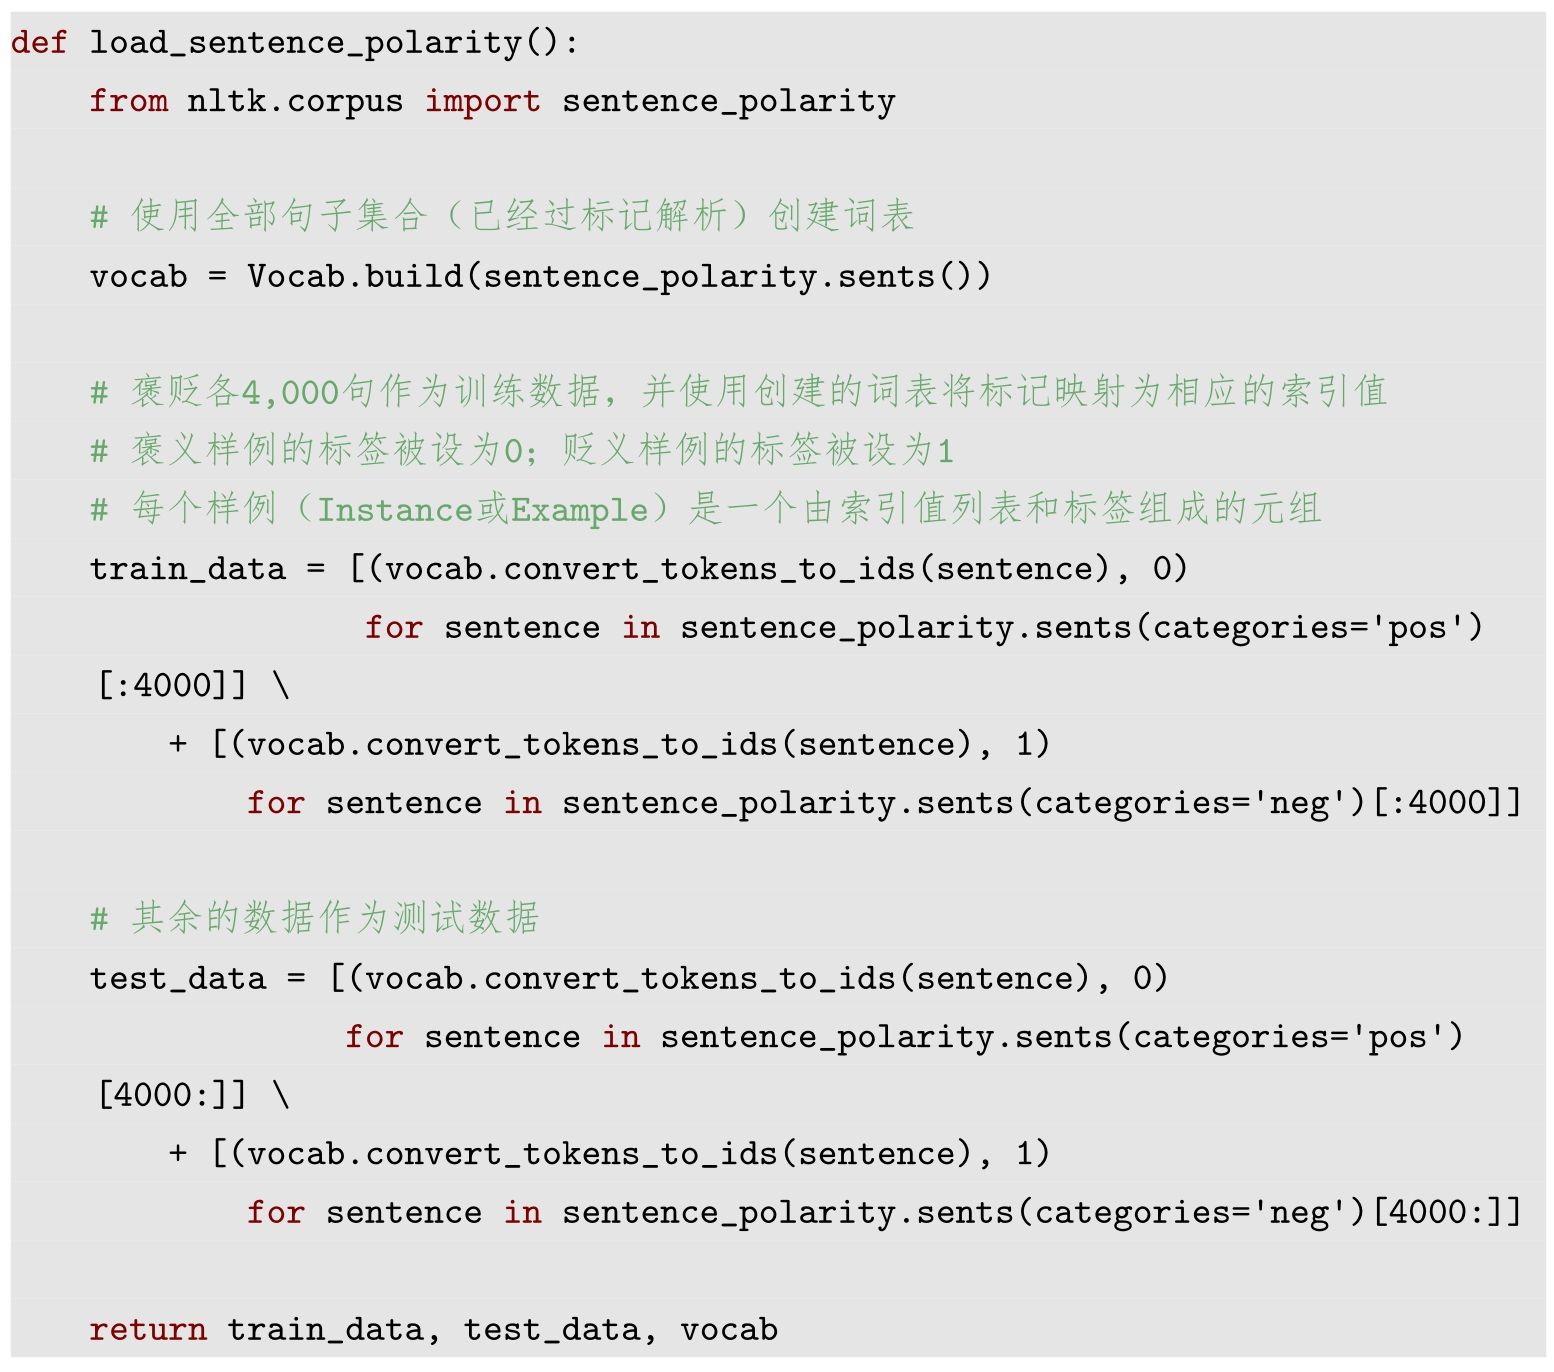 def load_sentence_polarity():
    from nltk.corpus import sentence_polarity

    # 使用全部句子集合（已经过标记解析）创建词表
    vocab = Vocab.build(sentence_polarity.sents())

    # 褒贬各4,000句作为训练数据，并使用创建的词表将标记映射为相应的索引值
    # 褒义样例的标签被设为0；贬义样例的标签被设为1
    # 每个样例（Instance或Example）是一个由索引值列表和标签组成的元组
    train_data = [(vocab.convert_tokens_to_ids(sentence), 0)
                  for sentence in sentence_polarity.sents(categories='pos')
    [:4000]] \
        + [(vocab.convert_tokens_to_ids(sentence), 1)
            for sentence in sentence_polarity.sents(categories='neg')[:4000]]

    # 其余的数据作为测试数据
    test_data = [(vocab.convert_tokens_to_ids(sentence), 0)
                 for sentence in sentence_polarity.sents(categories='pos')
    [4000:]] \
        + [(vocab.convert_tokens_to_ids(sentence), 1)
            for sentence in sentence_polarity.sents(categories='neg')[4000:]]

    return train_data, test_data, vocab